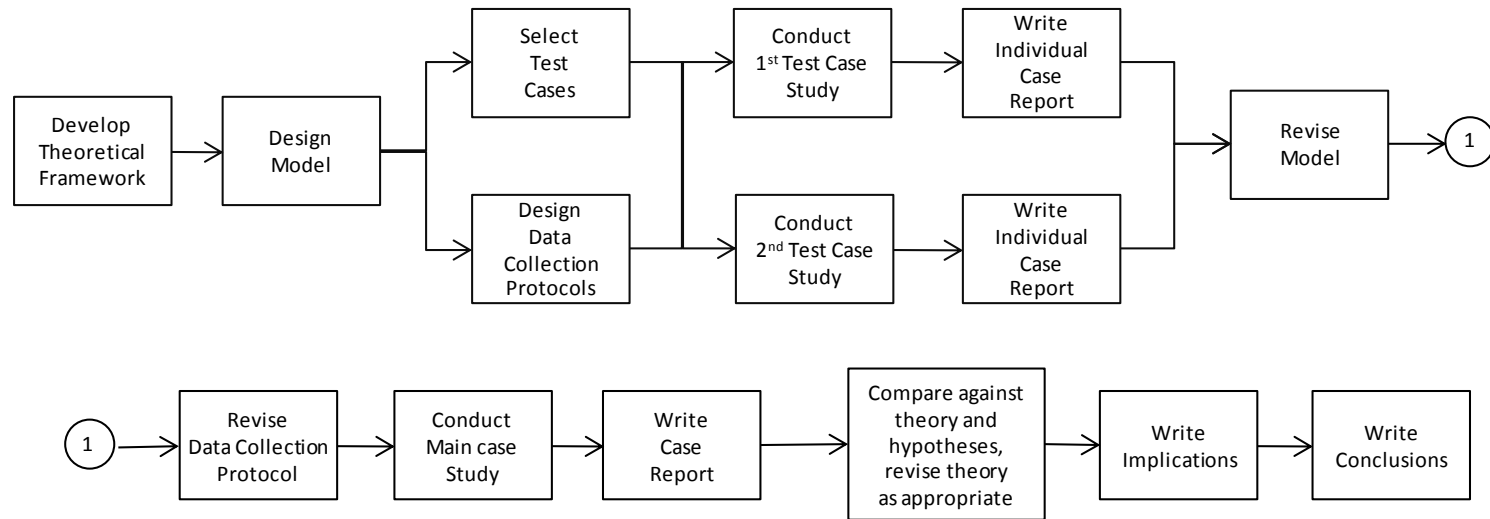 Develop
Theoretical
Framework
Design
Model
Select
Test
Cases
Design
Data
Collection
Protocols
Conduct
1st Test Case
Study
Conduct
2nd Test Case
Study
Write
Individual
Case
Report
Write
Individual
Case
Report
Revise
Model
1
1
Revise
Data Collection
Protocol
Conduct
Main case
Study
Write
Case
Report
Compare against
theory and
hypotheses,
revise theory
as appropriate
Write
Implications
Write
Conclusions